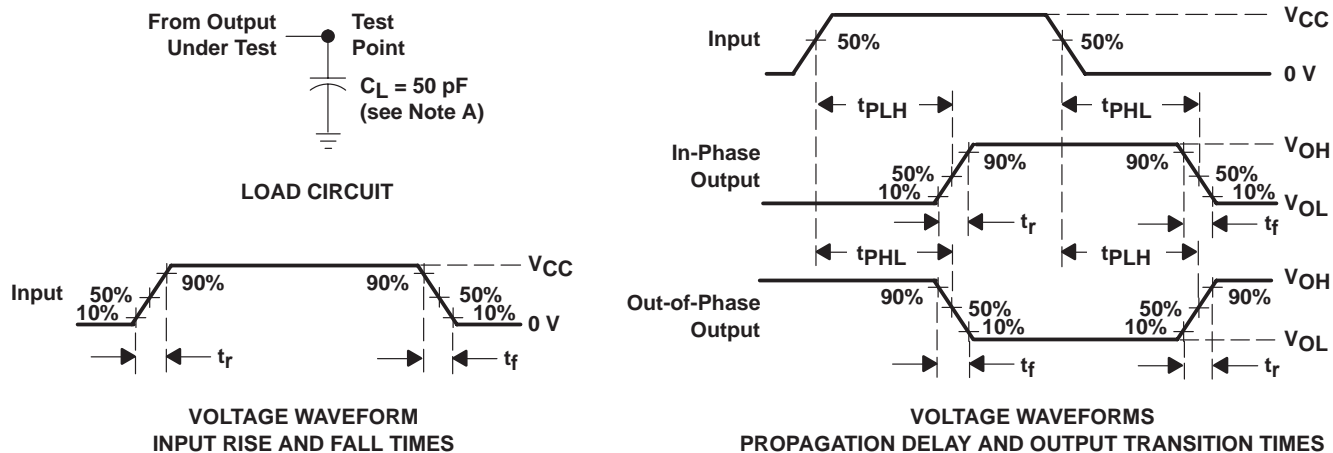 From Output
Under Test
Test
Point
CL = 50 pF
(see Note A)
LOAD CIRCUIT
Input
50%
10%
90%
90%
50%
10%
VCC
0 V
tr
tf
VOLTAGE WAVEFORM
INPUT RISE AND FALL TIMES
Input
50%
50%
VCC
0 V
tPLH
tPHL
In-Phase
Output
50%
10%
90%
90%
50%
10%
VOH
VOL
tr
tf
tPHL
tPLH
Out-of-Phase
Output
90%
50%
10%
50%
10%
90%
VOH
VOL
tf
tr
VOLTAGE WAVEFORMS
PROPAGATION DELAY AND OUTPUT TRANSITION TIMES